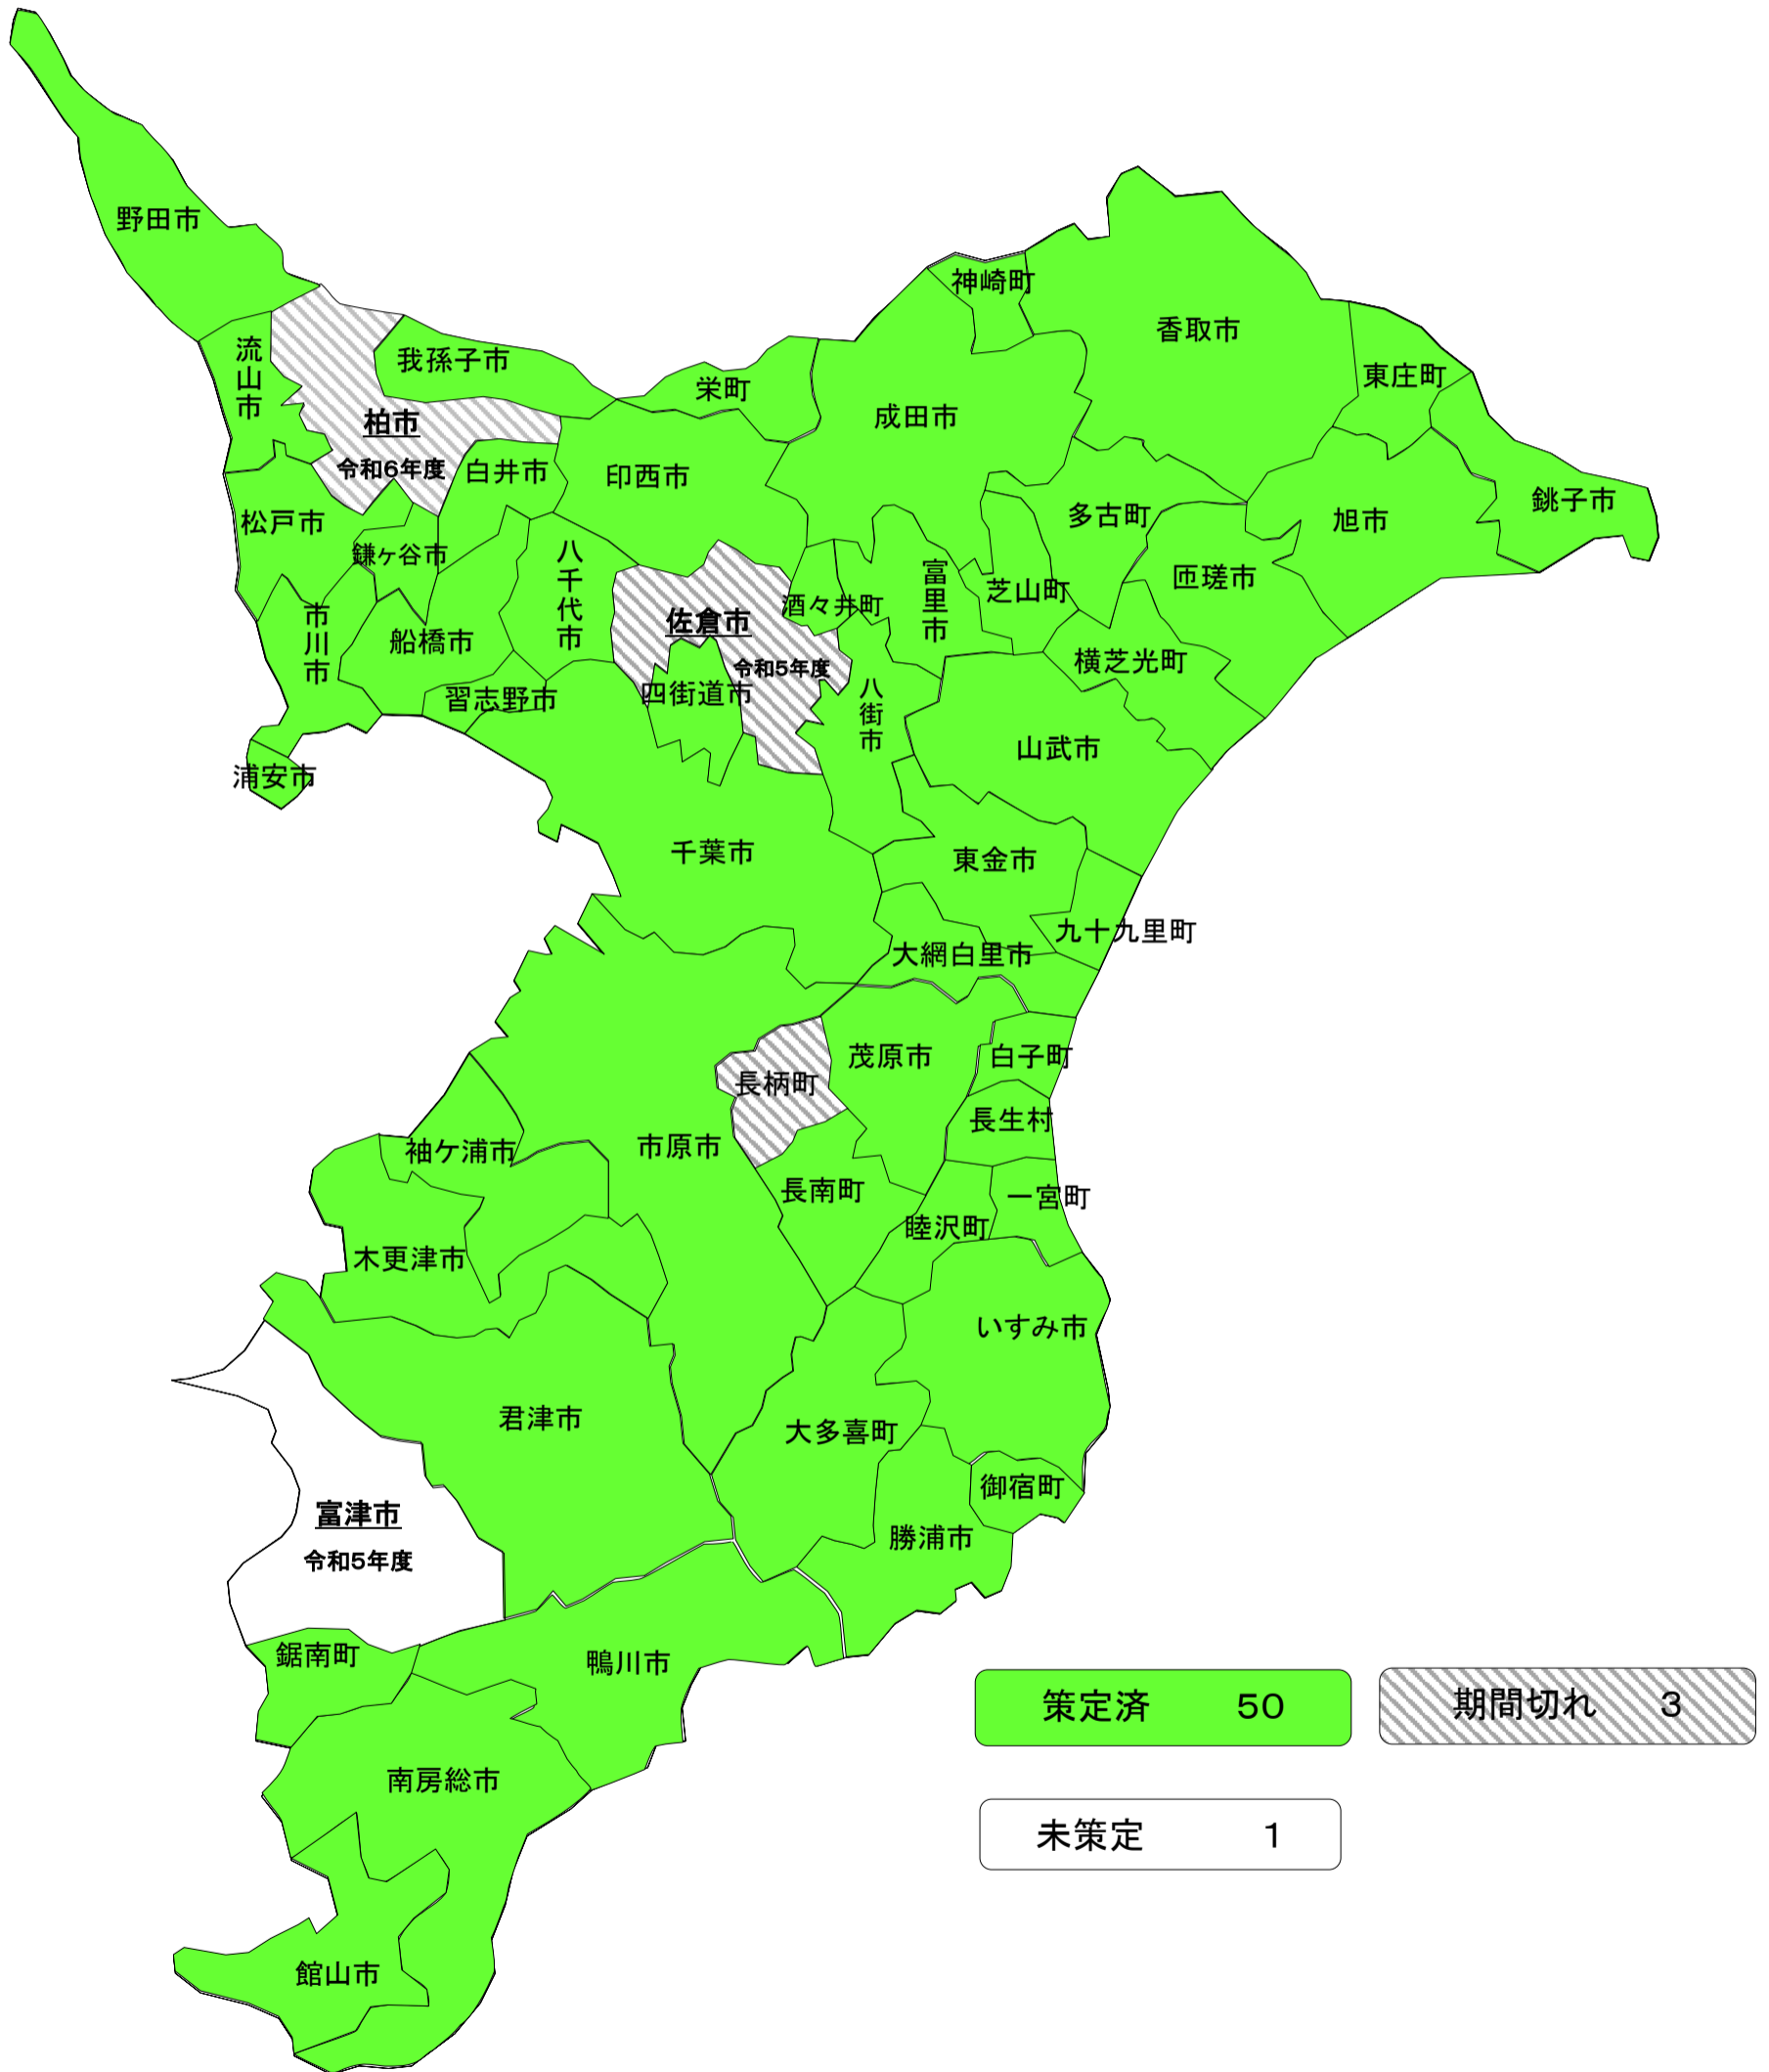 野田市
神崎町
香取市
流山市
我孫子市
栄町
東庄町
成田市
柏市
令和6年度
白井市
印西市
銚子市
松戸市
多古町
旭市
鎌ヶ谷市
八千代市
匝瑳市
富里市
芝山町
酒々井町
佐倉市
市川市
船橋市
横芝光町
令和5年度
四街道市
習志野市
八街市
山武市
浦安市
千葉市
東金市
九十九里町
大網白里市
茂原市
白子町
長柄町
長生村
市原市
袖ケ浦市
長南町
一宮町
睦沢町
木更津市
いすみ市
君津市
大多喜町
御宿町
富津市
令和5年度
勝浦市
鋸南町
鴨川市
策定済 50
期間切れ 3
南房総市
未策定 1
館山市